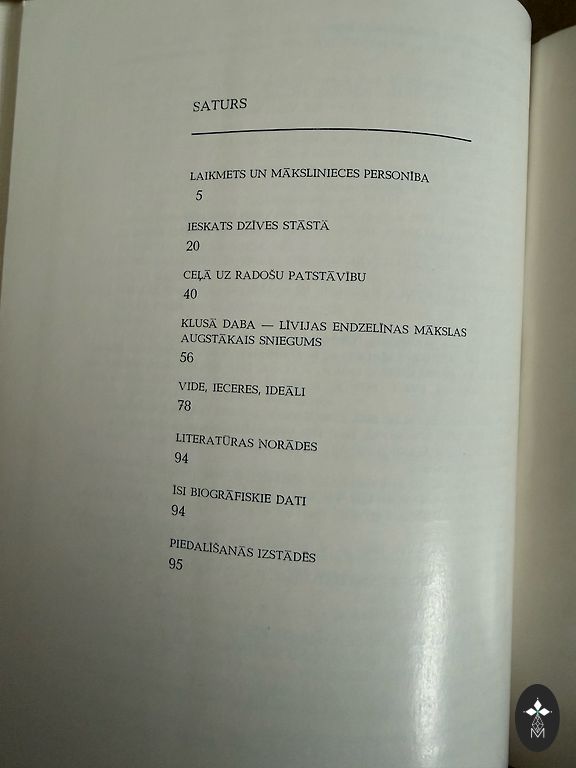 SATURS
LAIKMETS UN MĀKSLINIECES PERSONĪBA
5
IESKATS DZĪVES STĀSTĀ
20
CEĻĀ UZ RADOŠU PATSTĀVĪBU
40
KLUSĀ DABA — LĪVIJAS ENDZELĪNAS MĀKSLAS
AUGSTĀKAIS SNIEGUMS
56
VIDE, IECERES, IDEĀLI
78
LITERATŪRAS NORĀDES
94
ĪSI BIOGRĀFISKIE DATI
94
PIEDALĪŠANĀS IZSTĀDĒS
95
M